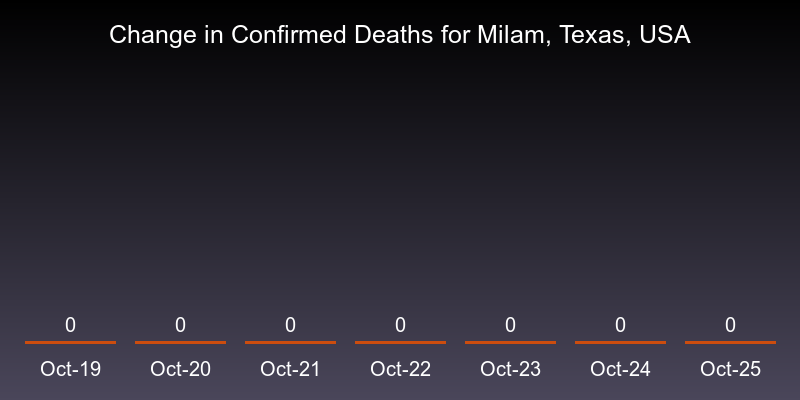 Change in Confirmed Deaths for Milam, Texas, USA
0 0 0 0 0 0 0
Oct-19 Oct-20 Oct-21 Oct-22 Oct-23 Oct-24 Oct-25